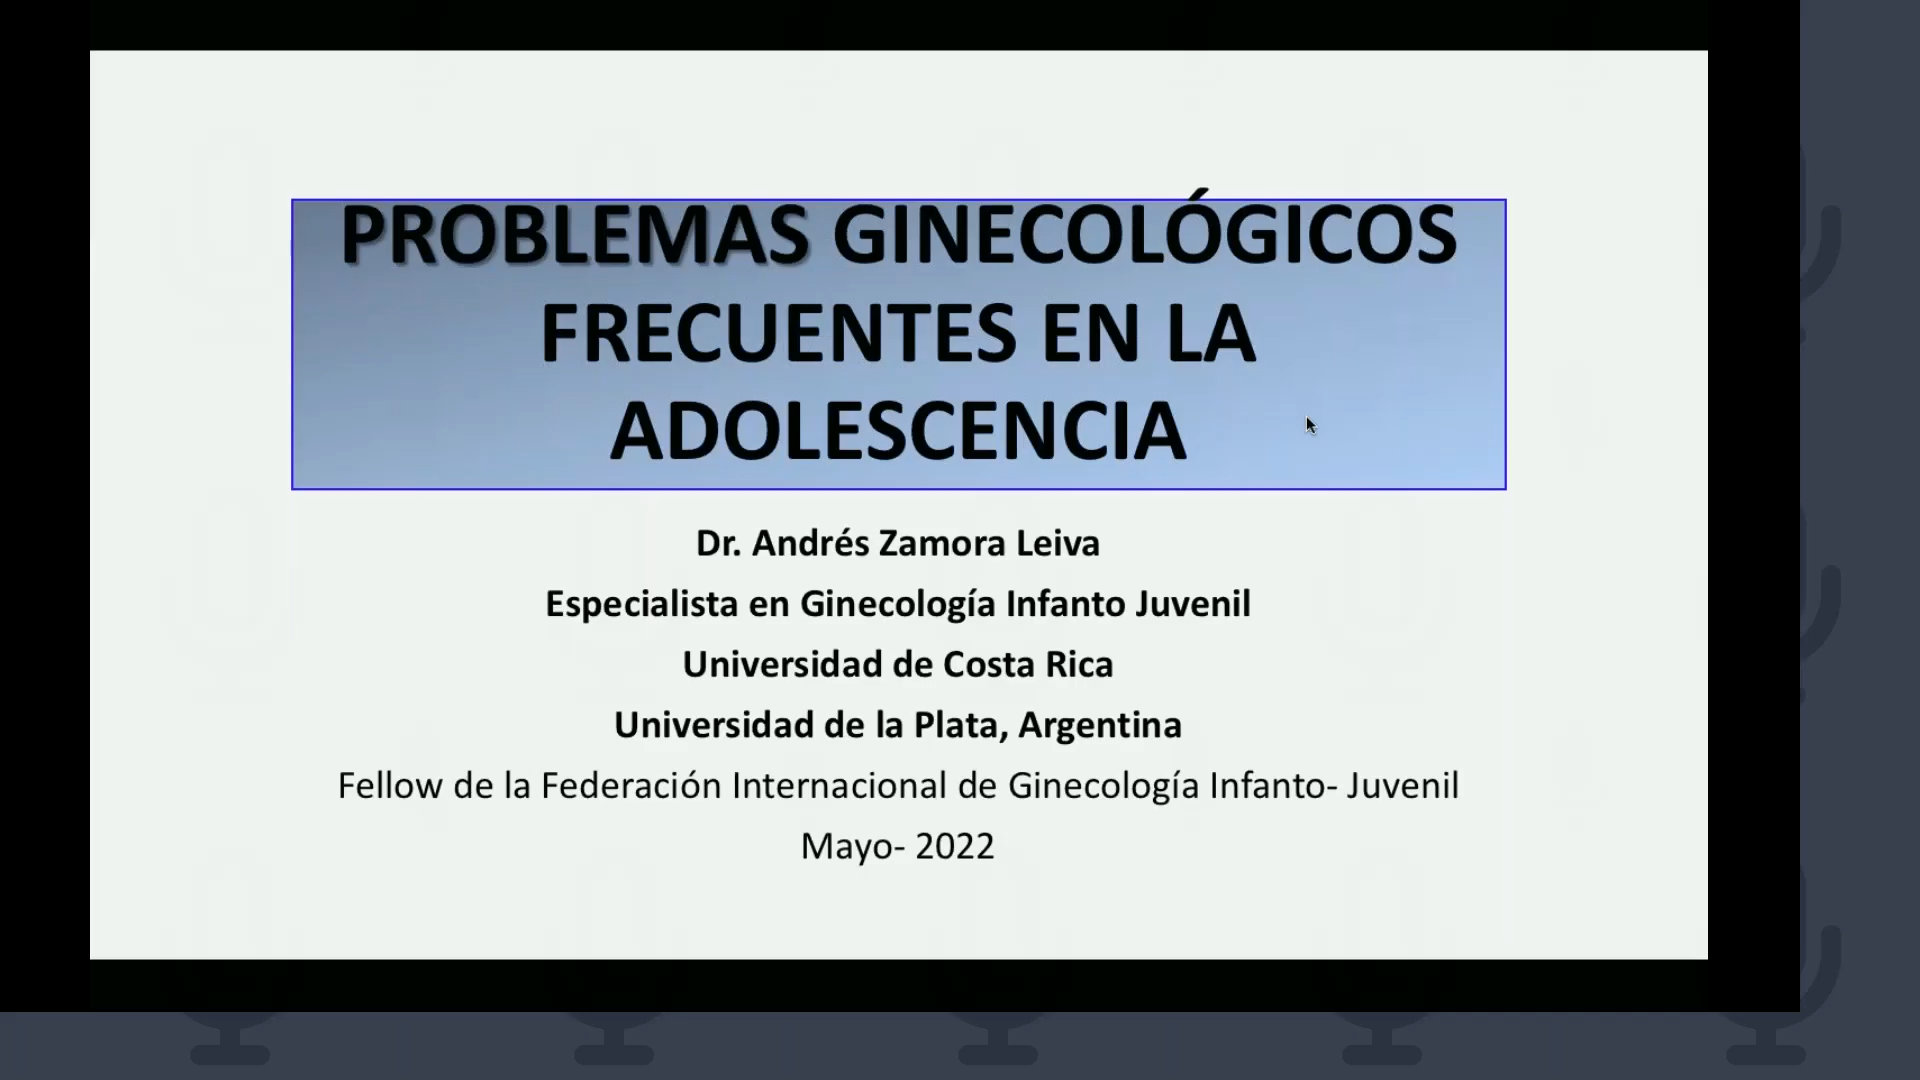 PROBLEMAS GINECOLÓGICOS
FRECUENTES EN LA
ADOLESCENCIA
Dr. Andrés Zamora Leiva
Especialista en Ginecología Infanto Juvenil
Universidad de Costa Rica
Universidad de la Plata, Argentina
Fellow de la Federación Internacional de Ginecología Infanto- Juvenil
Mayo- 2022